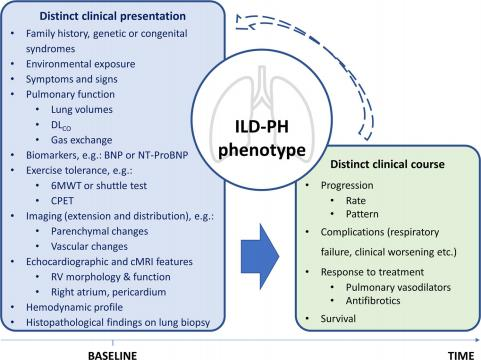 Distinct clinical presentation
• Family history, genetic or congenital
syndromes
• Environmental exposure
• Symptoms and signs
• Pulmonary function
• Lung volumes
• DLCO
• Gas exchange
• Biomarkers, e.g.: BNP or NT-ProBNP
• Exercise tolerance, e.g.:
• 6MWT or shuttle test
• CPET
• Imaging (extension and distribution), e.g.:
• Parenchymal changes
• Vascular changes
• Echocardiographic and cMRI features
• RV morphology & function
• Right atrium, pericardium
• Hemodynamic profile
• Histopathological findings on lung biopsy
ILD-PH
phenotype
Distinct clinical course
• Progression
• Rate
• Pattern
• Complications (respiratory
failure, clinical worsening etc.)
• Response to treatment
• Pulmonary vasodilators
• Antifibrotics
• Survival
BASELINE
TIME